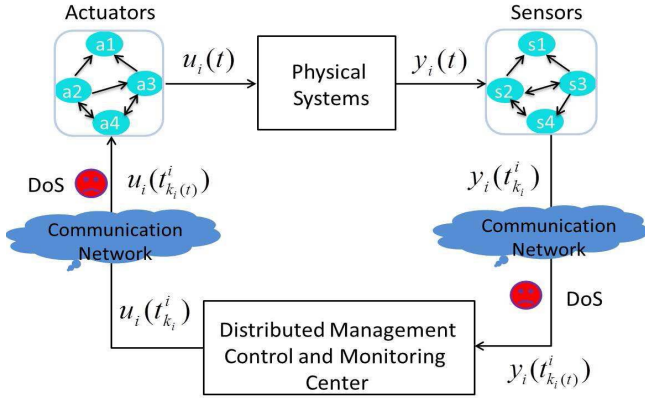 Actuators
Sensors
a1
a2
a3
a4
u_i(t)
Physical
Systems
y_i(t)
s1
s2
s3
s4
DoS
u_i(t^i_{k_i(t)})
y_i(t^i_{k_i})
Communication
Network
Communication
Network
DoS
u_i(t^i_{k_i})
Distributed Management
Control and Monitoring
Center
y_i(t^i_{k_i(t)})